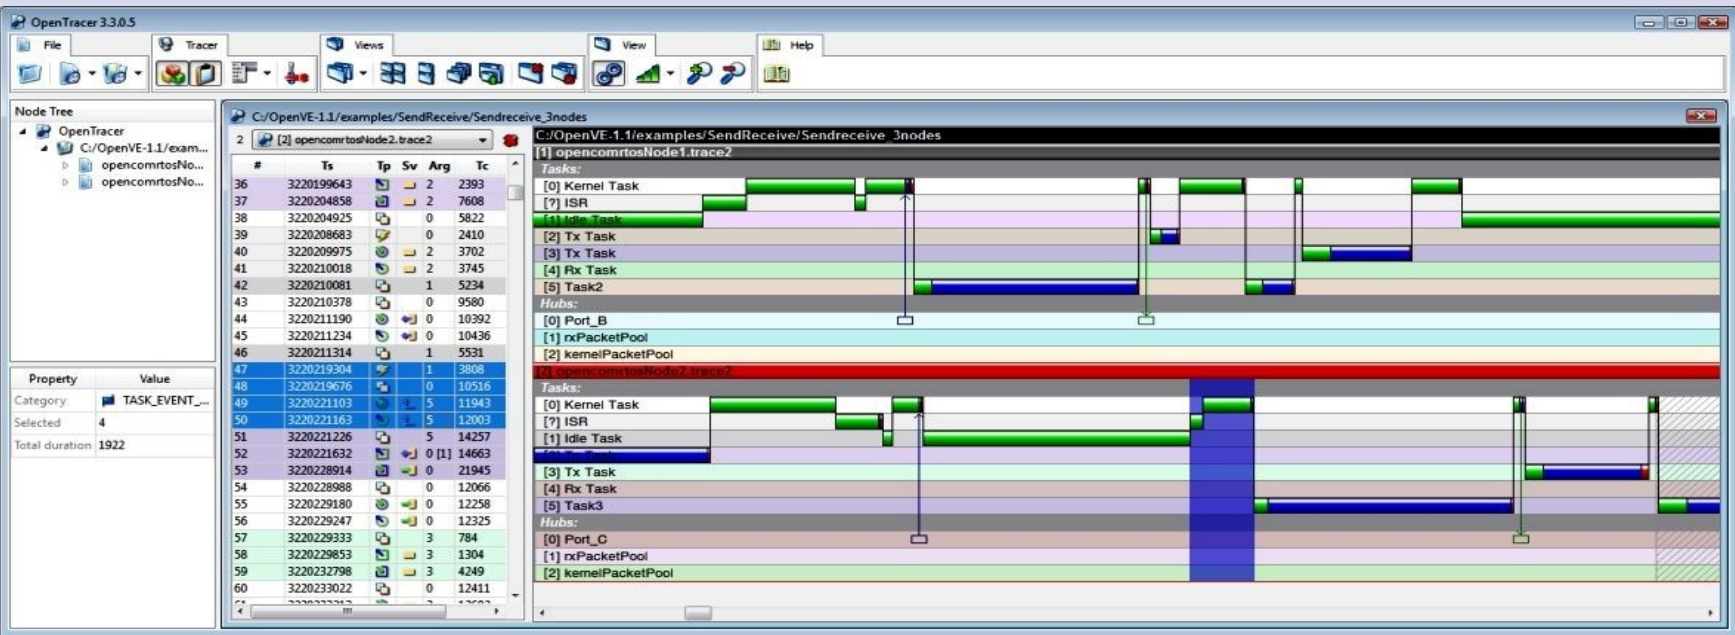 OpenTracer 3.3.0.5
File Tracer Views View Help
Node Tree
OpenTracer
C:/OpenVE-1.1/exam...
opencomrtosNo...
opencomrtosNo...
Property Value
Category TASK_EVENT_...
Selected 4
Total duration 1922
C:/OpenVE-1.1/examples/SendReceive/Sendreceive_3nodes
2 [2] opencomrtosNode2.trace2
# Ts Tp Sv Arg Tc
36 3220199643 2 2393
37 3220204858 2 7608
38 3220204925 0 5822
39 3220208683 0 2410
40 3220209975 2 3702
41 3220210018 2 3745
42 3220210081 1 5234
43 3220210378 0 9580
44 3220211190 0 10392
45 3220211234 0 10436
46 3220211314 1 5531
47 3220219304 1 3808
48 3220219676 0 10516
49 3220221103 5 11943
50 3220221163 5 12003
51 3220221226 5 14257
52 3220221632 0 [1] 14663
53 3220228914 0 21945
54 3220228988 0 12066
55 3220229180 0 12258
56 3220229247 0 12325
57 3220229333 3 784
58 3220229853 3 1304
59 3220232798 3 4249
60 3220233022 0 12411
C:/OpenVE-1.1/examples/SendReceive/Sendreceive_3nodes
[1] opencomrtosNode1.trace2
Tasks:
[0] Kernel Task
[?] ISR
[1] Idle Task
[2] Tx Task
[3] Tx Task
[4] Rx Task
[5] Task2
Hubs:
[0] Port_B
[1] rxPacketPool
[2] kernelPacketPool
[2] opencomrtosNode2.trace2
Tasks:
[0] Kernel Task
[?] ISR
[1] Idle Task
[2] Tx Task
[3] Tx Task
[4] Rx Task
[5] Task3
Hubs:
[0] Port_C
[1] rxPacketPool
[2] kernelPacketPool